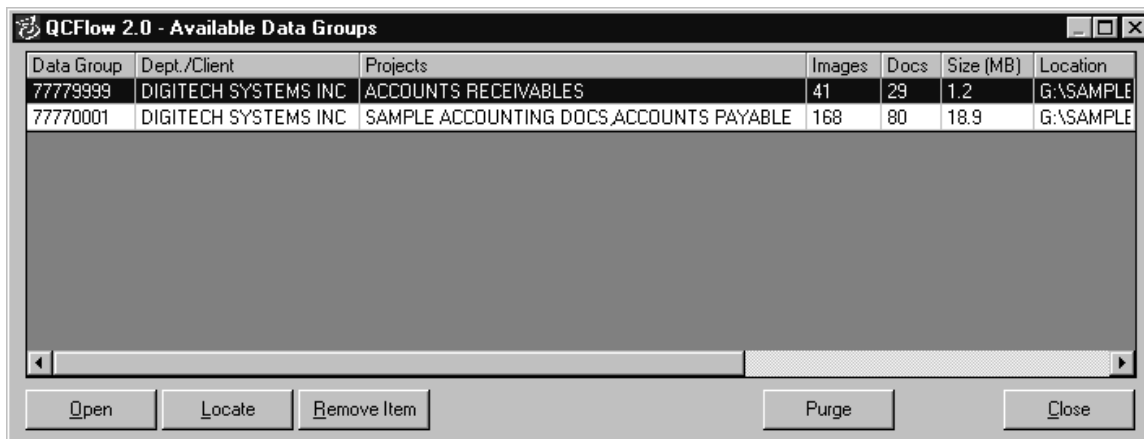 QCFlow 2.0 - Available Data Groups
Data Group Dept./Client Projects Images Docs Size (MB) Location
77779999 DIGITECH SYSTEMS INC ACCOUNTS RECEIVABLES 41 29 1.2 G:\SAMPLE
77770001 DIGITECH SYSTEMS INC SAMPLE ACCOUNTING DOCS,ACCOUNTS PAYABLE 168 80 18.9 G:\SAMPLE
Open Locate Remove Item Purge Close